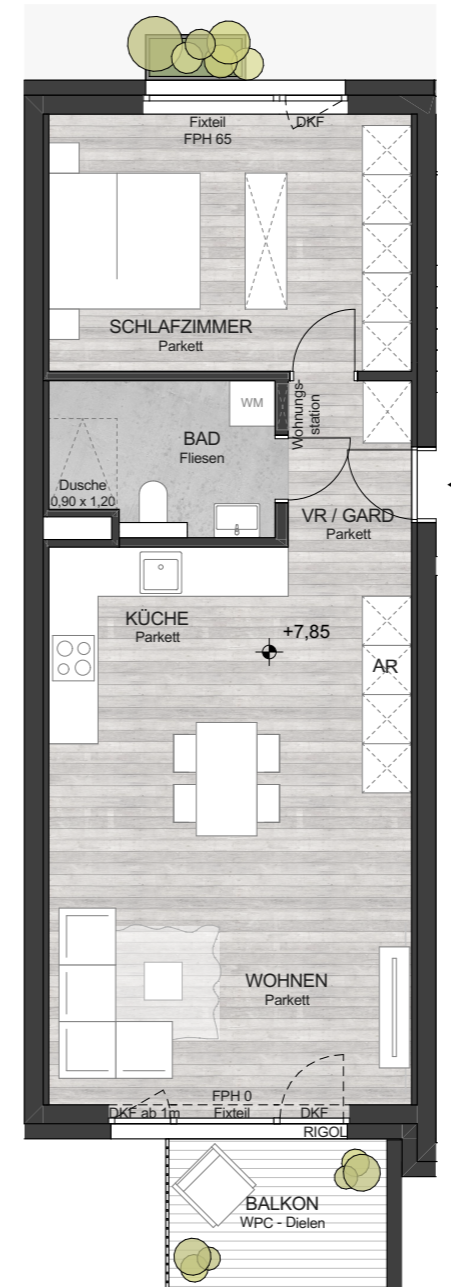 Fixteil
DKF
FPH 65
SCHLAFZIMMER
Parkett
Wohnungs-
station
WM
BAD
Fliesen
Dusche
0,90 x 1,20
VR / GARD
Parkett
KÜCHE
Parkett
+7,85
AR
WOHNEN
Parkett
FPH 0
DKF ab 1m
Fixteil
DKF
RIGOL
BALKON
WPC - Dielen